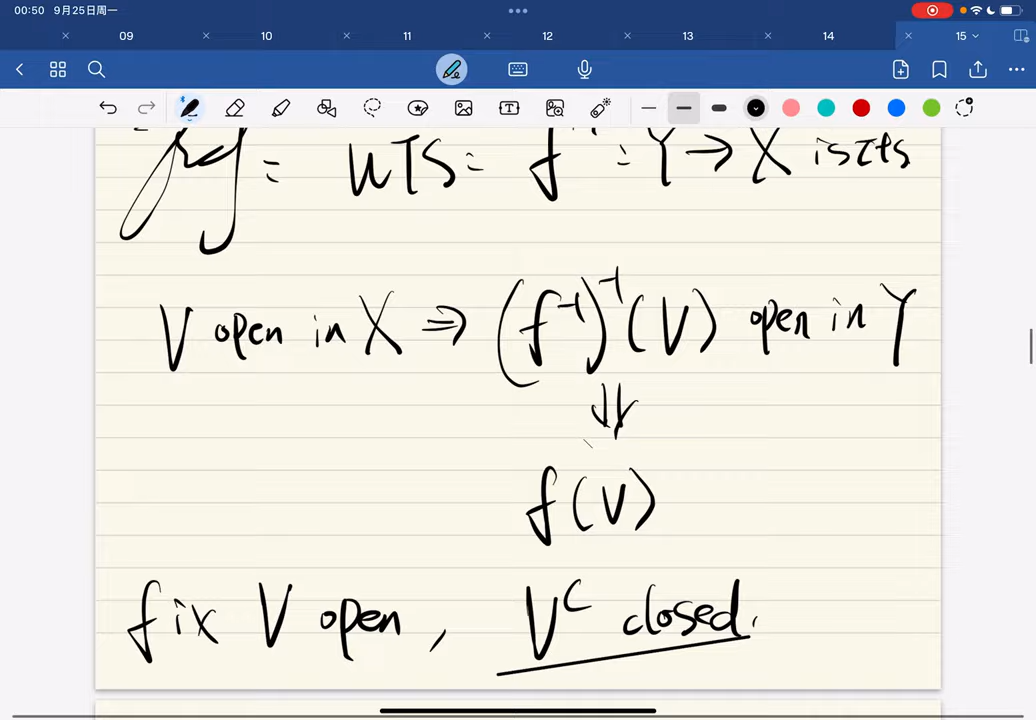 00:50 9月25日周一
09 10 11 12 13 14 15
prf: WTS: f⁻¹: Y → X is cts
V open in X ⇒ (f⁻¹)⁻¹(V) open in Y
⇓
f(V)
fix V open, Vᶜ closed.